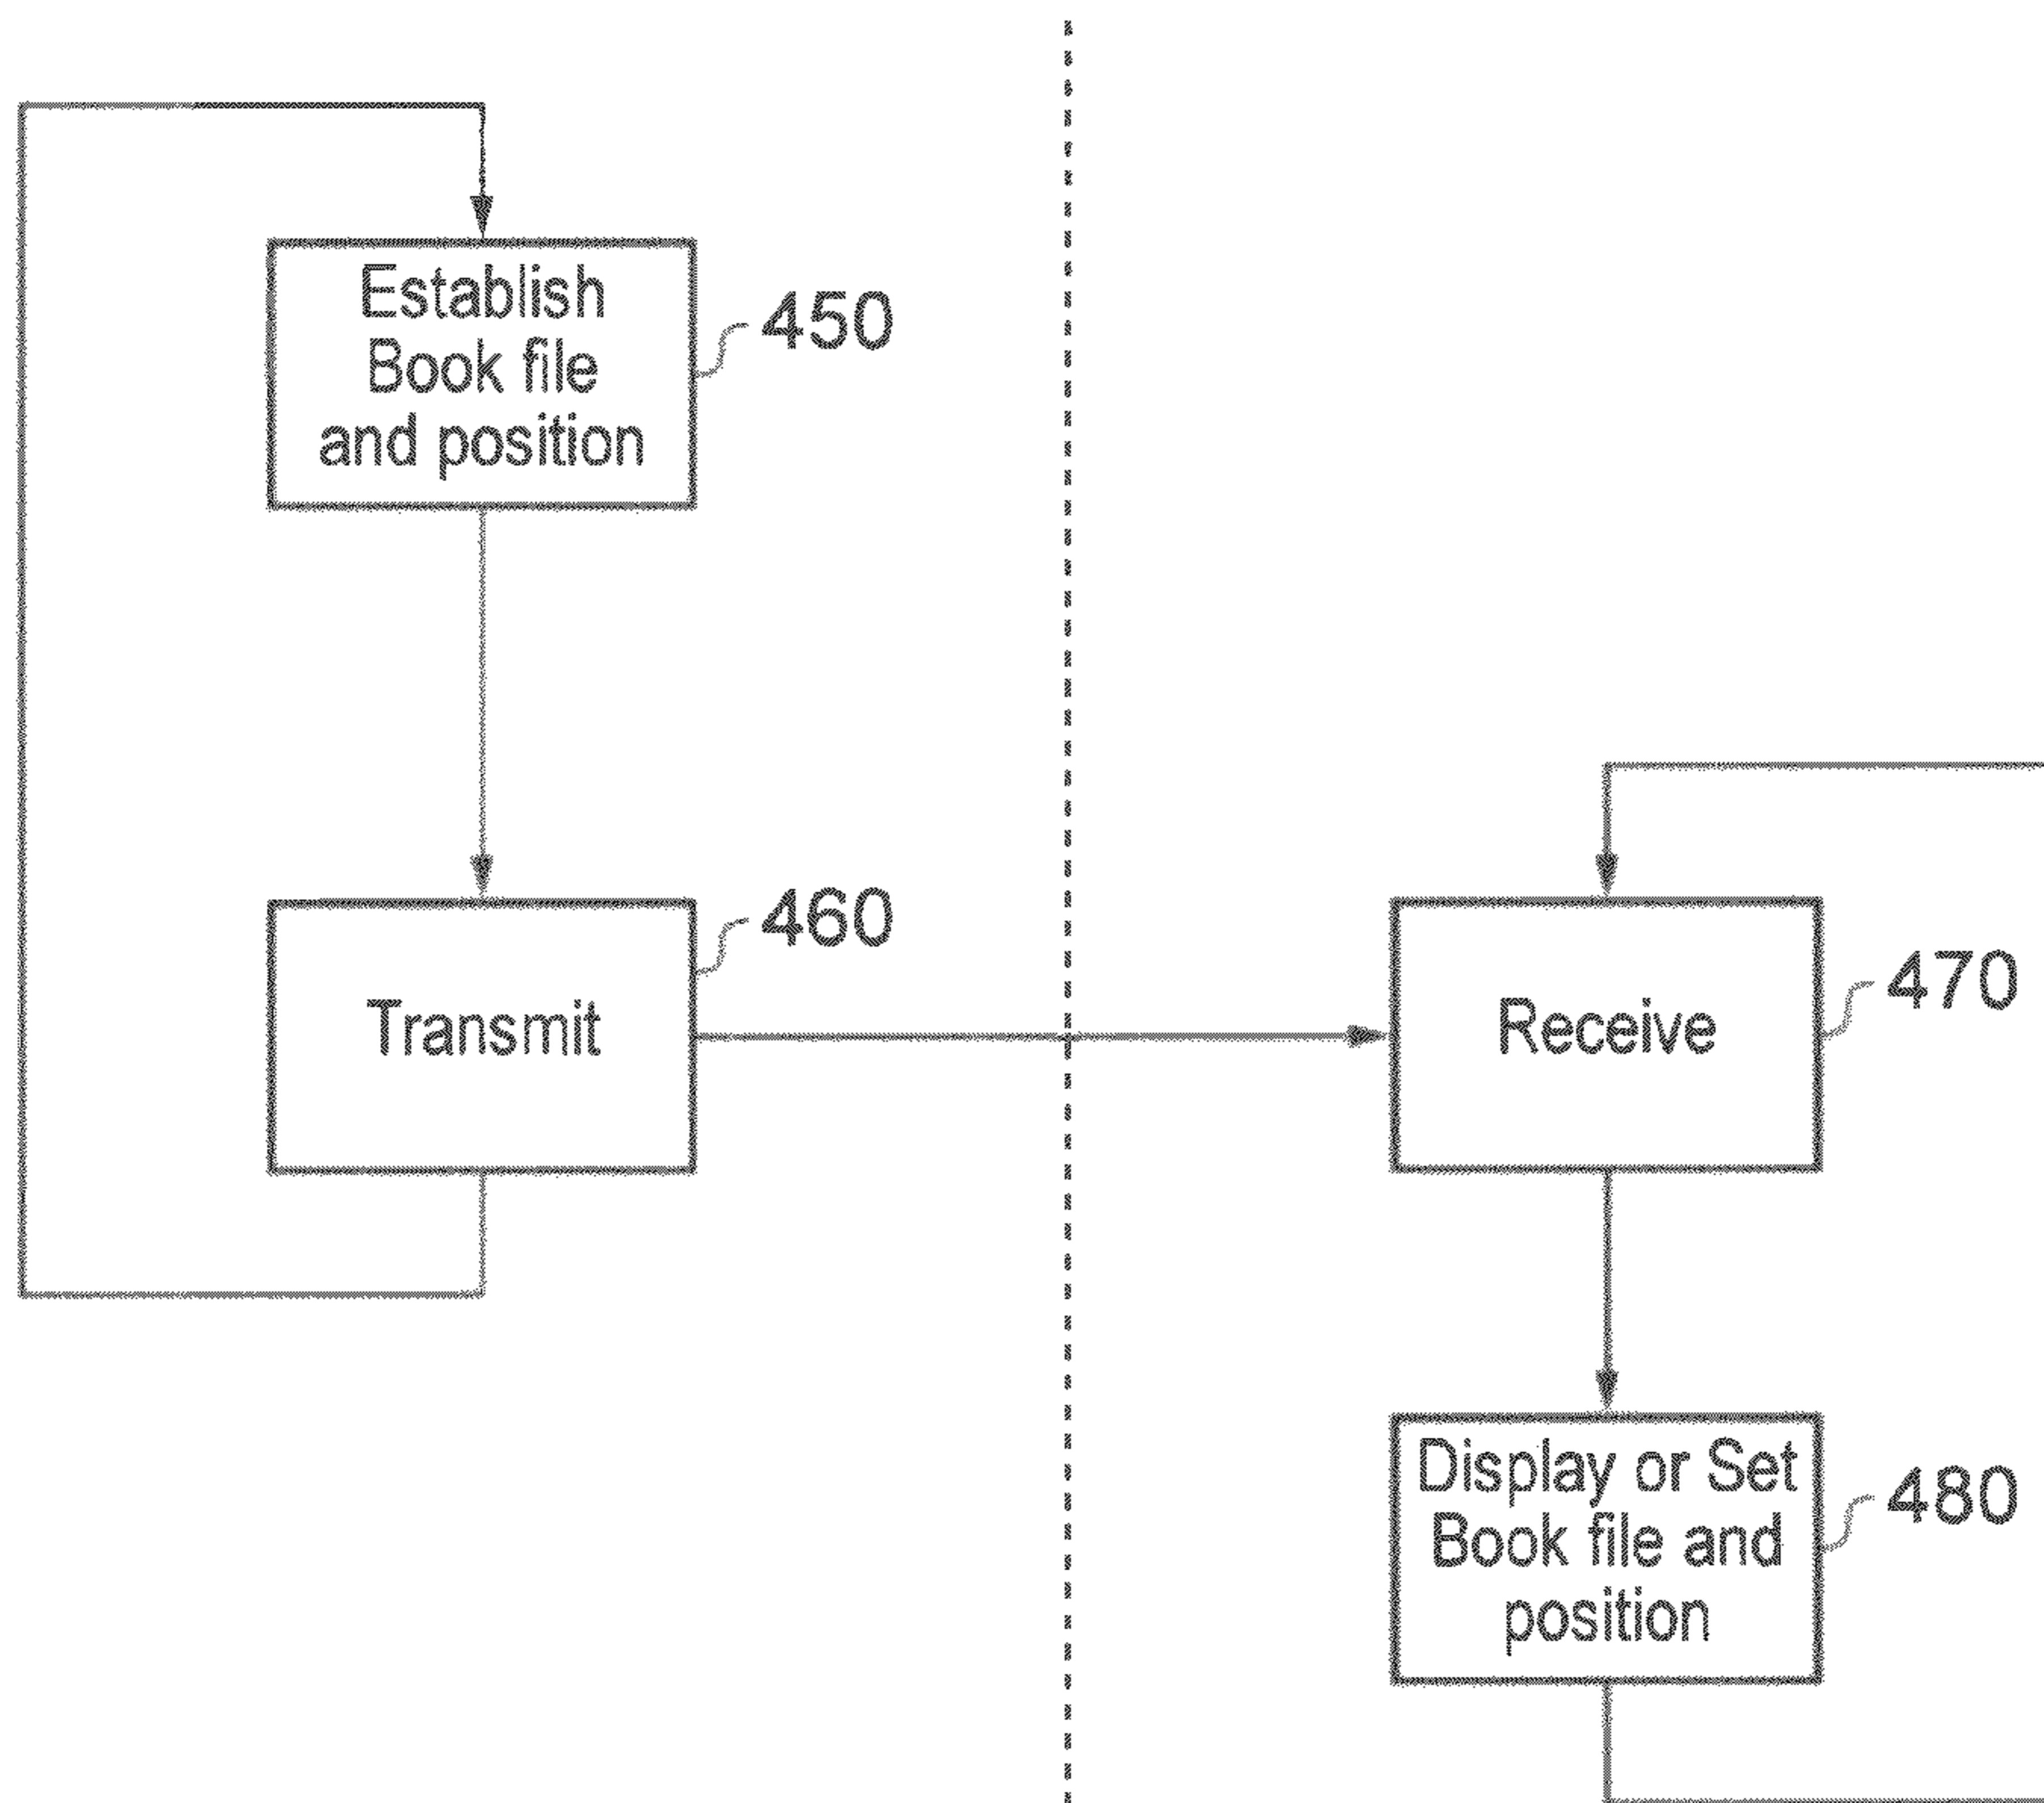 Establish
Book file
and position
450
Transmit
460
Receive
470
Display or Set
Book file and
position
480